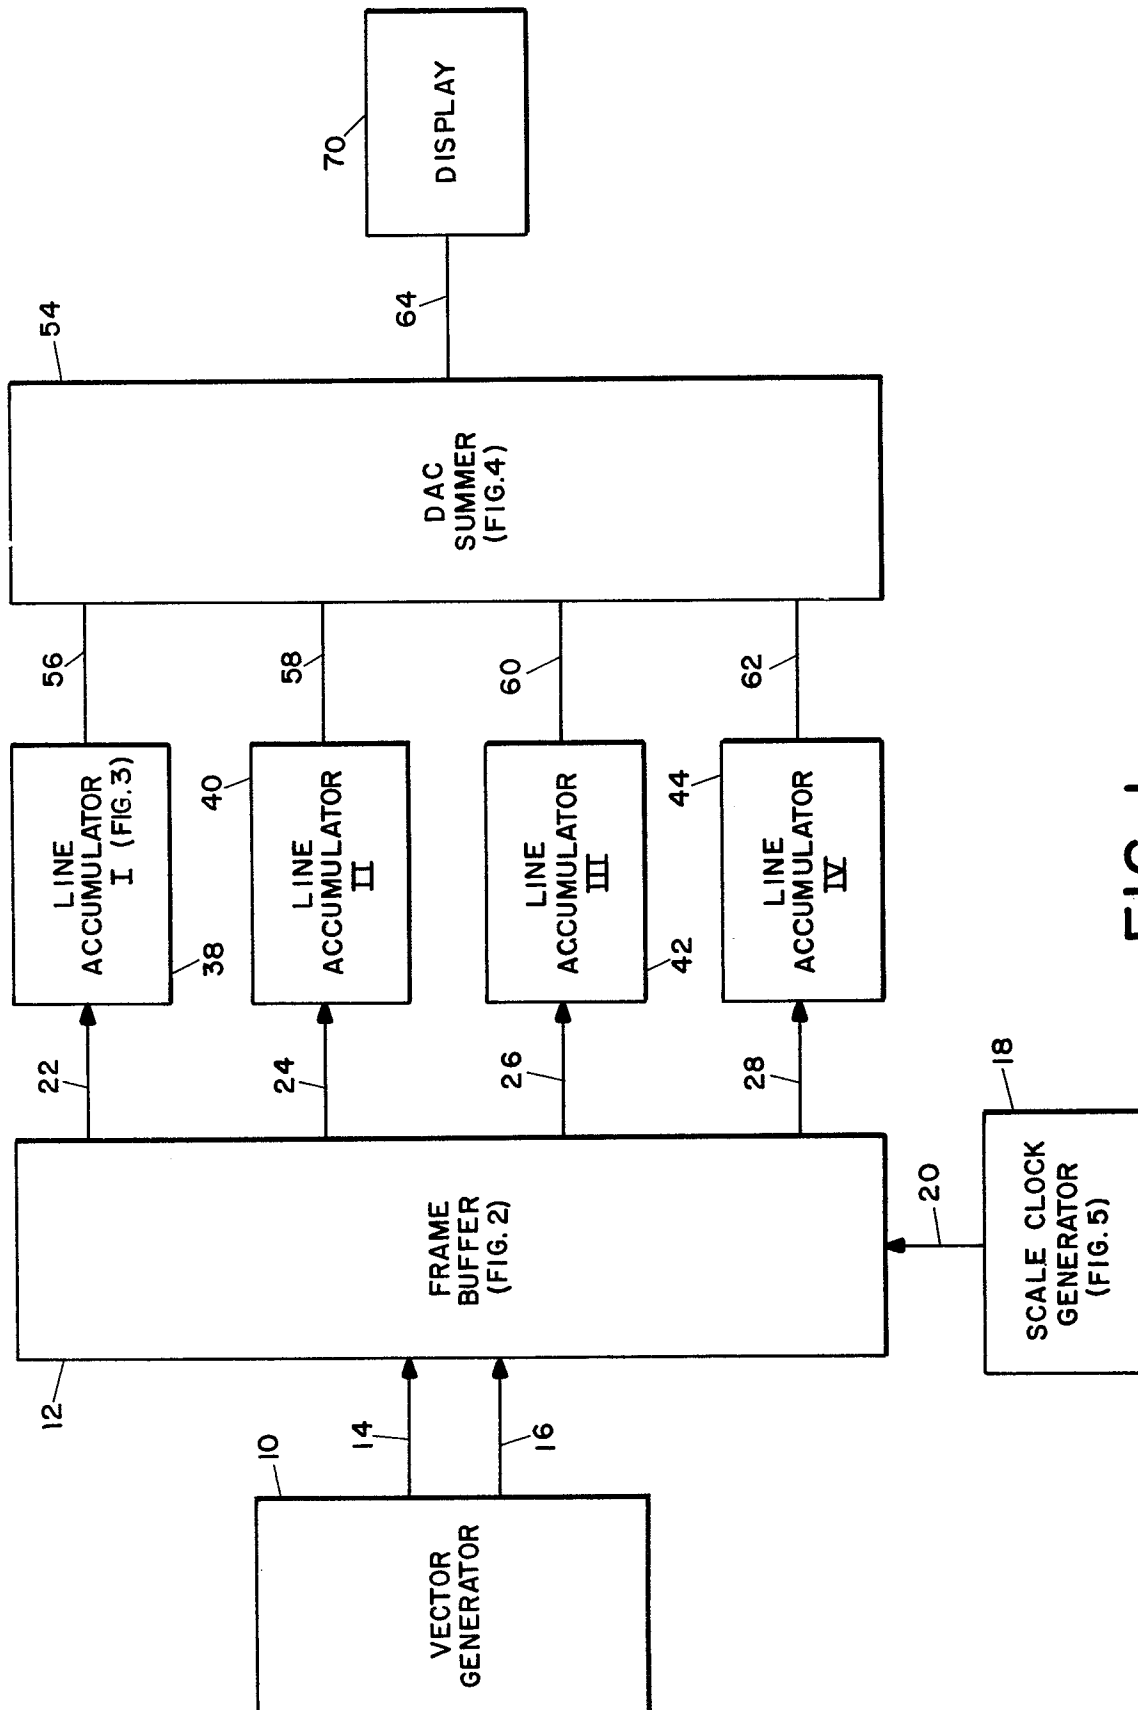 VECTOR
GENERATOR
10
14
16
12
FRAME
BUFFER
(FIG. 2)
SCALE CLOCK
GENERATOR
(FIG. 5)
18
20
22
24
26
28
LINE
ACCUMULATOR
I (FIG. 3)
38
LINE
ACCUMULATOR
II
40
LINE
ACCUMULATOR
III
42
LINE
ACCUMULATOR
IV
44
56
58
60
62
DAC
SUMMER
(FIG.4)
54
64
DISPLAY
70